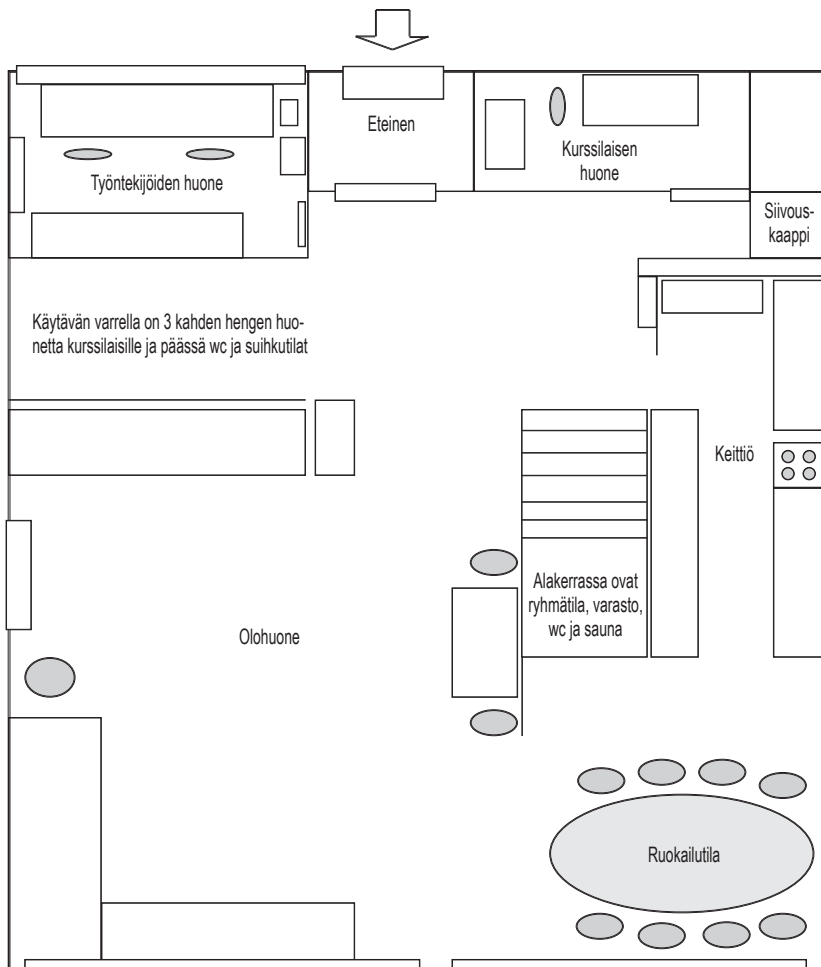 Eteinen
Kurssilaisen
huone
Työntekijöiden huone
Siivous-
kaappi
Käytävän varrella on 3 kahden hengen huo-
netta kurssilaisille ja päässä wc ja suihkutilat
Keittiö
Alakerrassa ovat
ryhmätila, varasto,
wc ja sauna
Olohuone
Ruokailutila